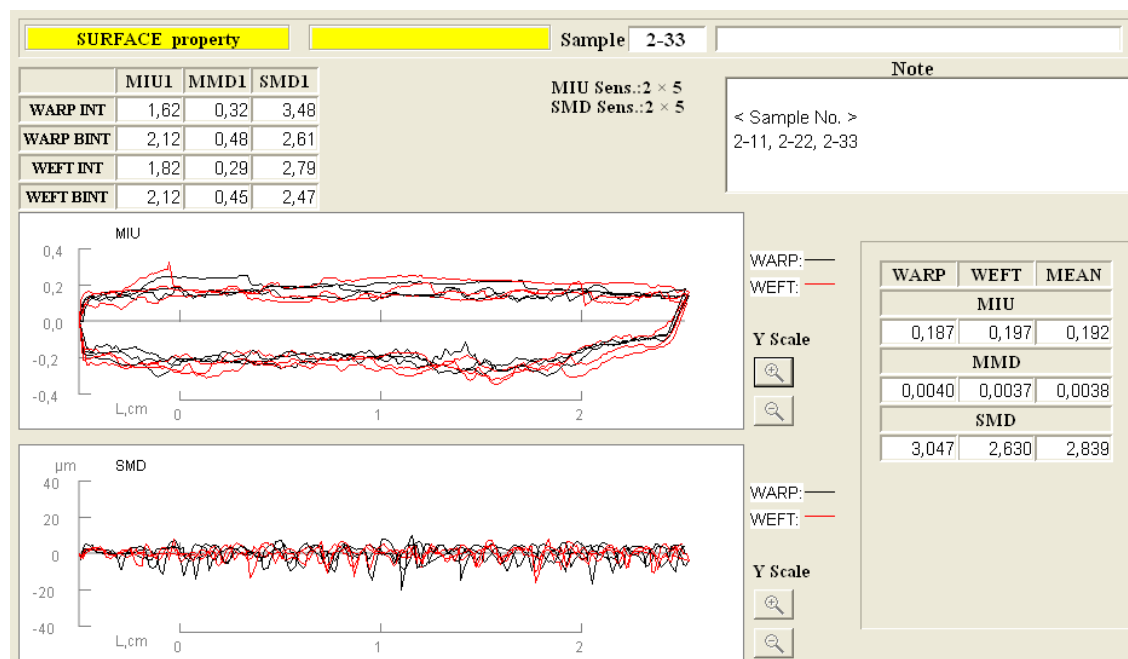 SURFACE property
Sample 2-33
Note
MIU1 MMD1 SMD1
WARP INT 1,62 0,32 3,48
WARP BINT 2,12 0,48 2,61
WEFT INT 1,82 0,29 2,79
WEFT BINT 2,12 0,45 2,47
MIU Sens.:2 × 5
SMD Sens.:2 × 5
< Sample No. >
2-11, 2-22, 2-33
MIU
0,4
0,2
0,0
-0,2
-0,4
L,cm 0 1 2
WARP:
WEFT:
Y Scale
WARP WEFT MEAN
MIU
0,187 0,197 0,192
MMD
0,0040 0,0037 0,0038
SMD
3,047 2,630 2,839
µm SMD
40
20
0
-20
-40
L,cm 0 1 2
WARP:
WEFT:
Y Scale